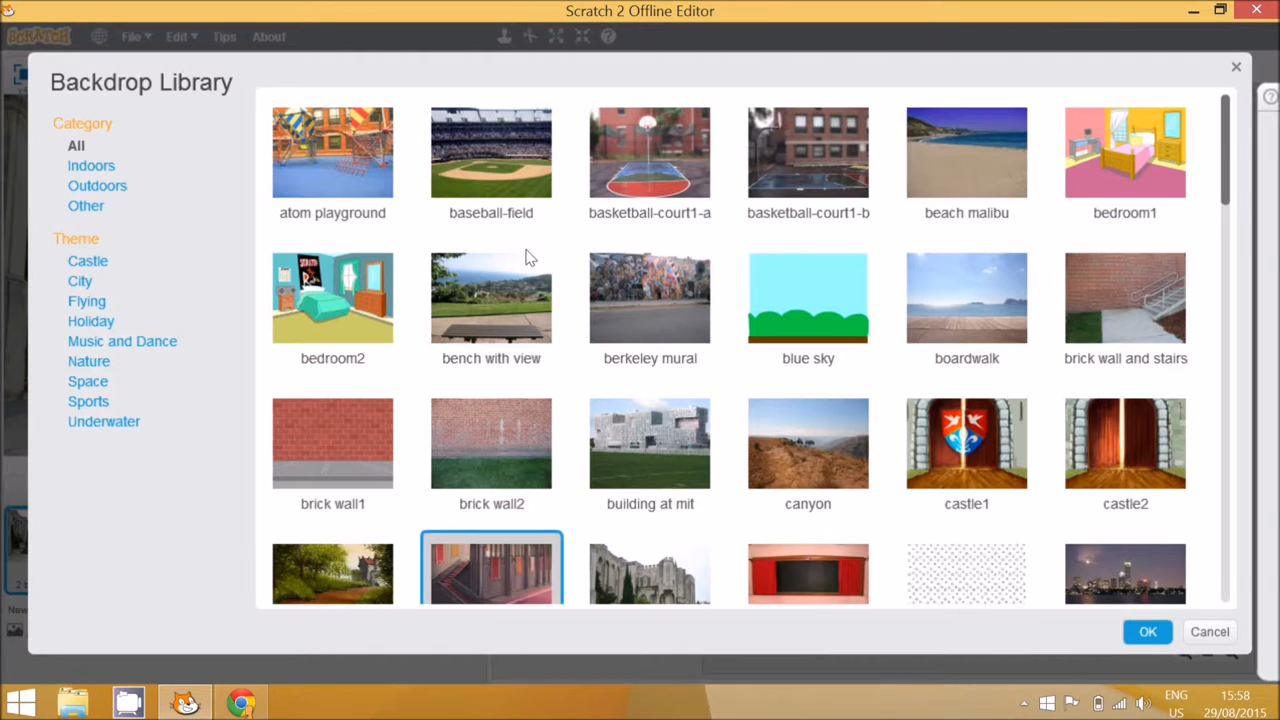 Scratch 2 Offline Editor
SCRATCH File Edit Tips About
Backdrop Library
Category
All
Indoors
Outdoors
Other
Theme
Castle
City
Flying
Holiday
Music and Dance
Nature
Space
Sports
Underwater
atom playground baseball-field basketball-court1-a basketball-court1-b beach malibu bedroom1
bedroom2 bench with view berkeley mural blue sky boardwalk brick wall and stairs
brick wall1 brick wall2 building at mit canyon castle1 castle2
New
OK Cancel
ENG 15:58
US 29/08/2015